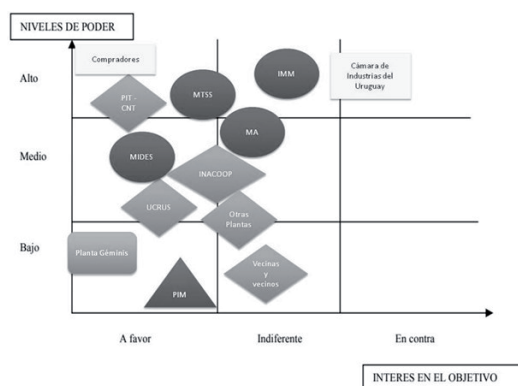 NIVELES DE PODER
Compradores
IMM
Cámara de
Industrias del
Uruguay
Alto
PIT -
CNT
MTSS
MA
Medio
MIDES
INACOOP
UCRUS
Otras
Plantas
Bajo
Planta Géminis
Vecinas
y
vecinos
PIM
A favor
Indiferente
En contra
INTERES EN EL OBJETIVO